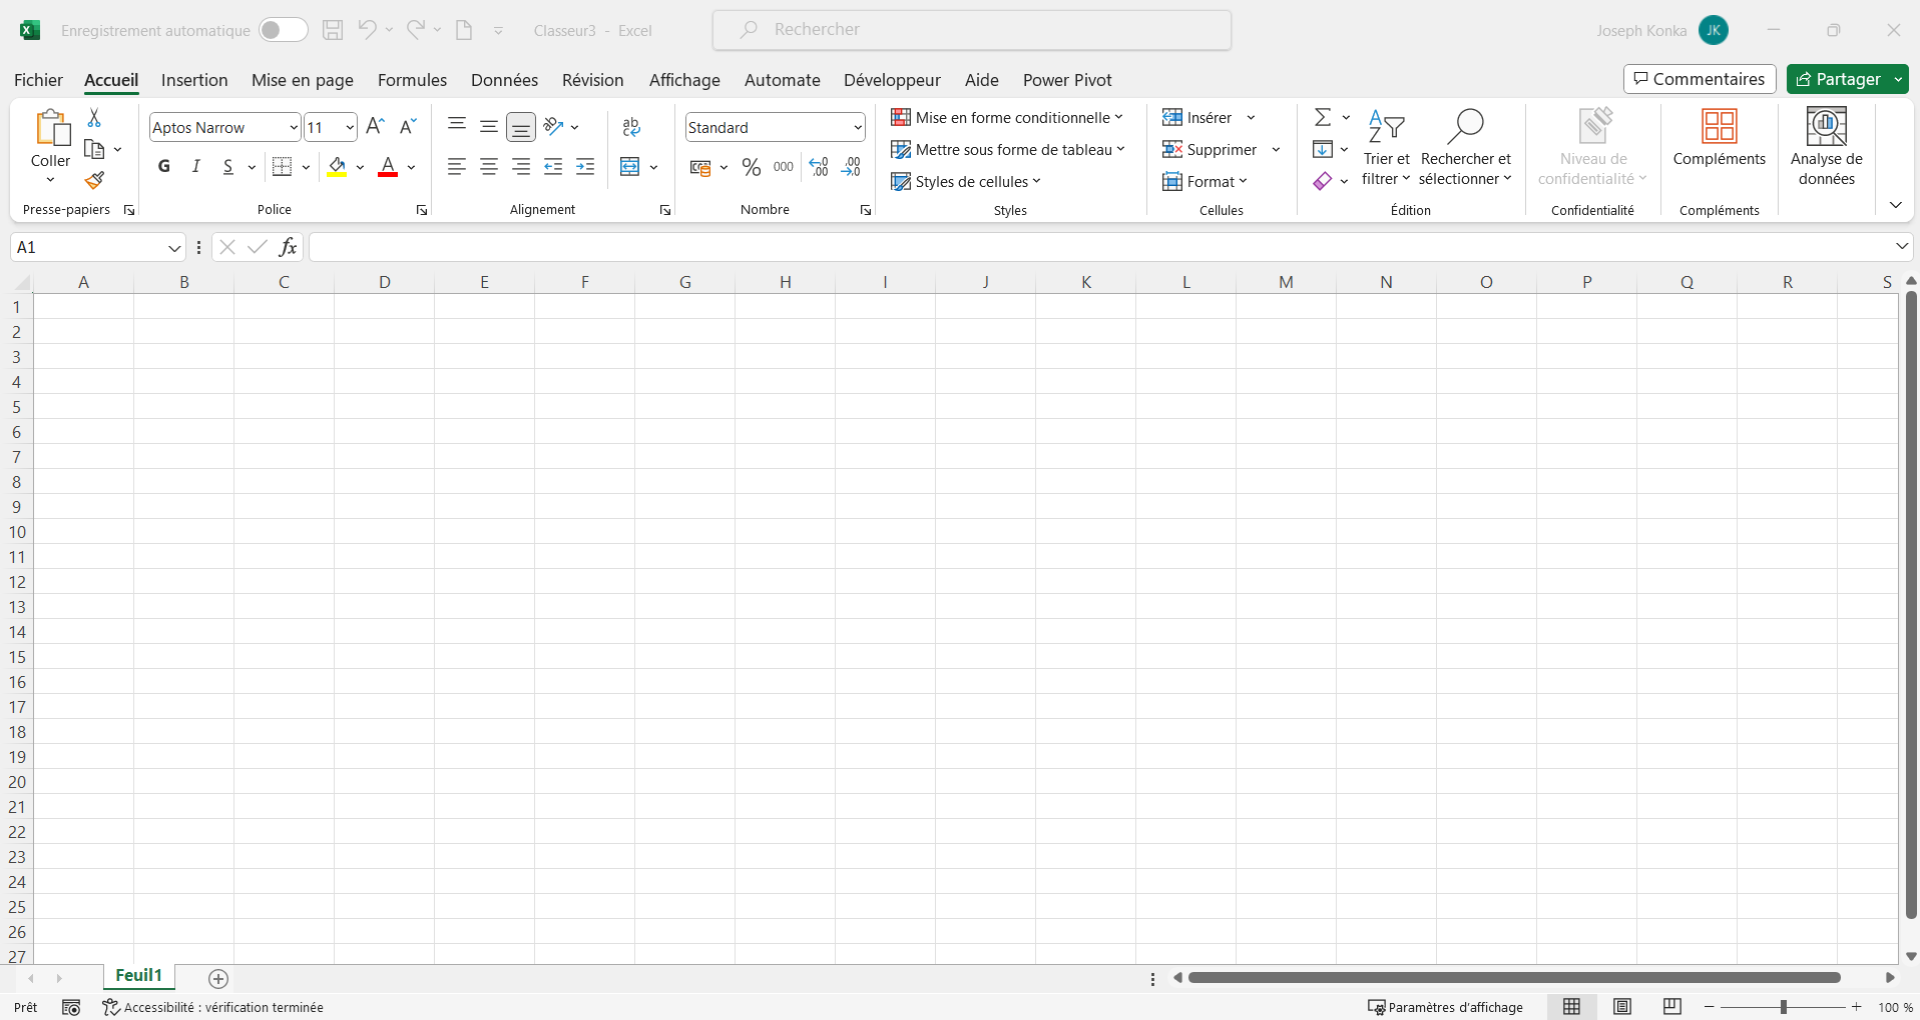 Enregistrement automatique Classeur3 - Excel Rechercher Joseph Konka JK
Fichier Accueil Insertion Mise en page Formules Données Révision Affichage Automate Développeur Aide Power Pivot Commentaires Partager
Coller
Presse-papiers
Aptos Narrow 11
G I S A
Police
ab
Alignement
Standard
% 000
Nombre
Mise en forme conditionnelle
Mettre sous forme de tableau
Styles de cellules
Styles
Insérer
Supprimer
Format
Cellules
Trier et
filtrer
Rechercher et
sélectionner
Édition
Niveau de
confidentialité
Confidentialité
Compléments
Compléments
Analyse de
données
A1 fx
A B C D E F G H I J K L M N O P Q R S
1
2
3
4
5
6
7
8
9
10
11
12
13
14
15
16
17
18
19
20
21
22
23
24
25
26
27
Feuil1
Prêt Accessibilité : vérification terminée Paramètres d'affichage 100 %